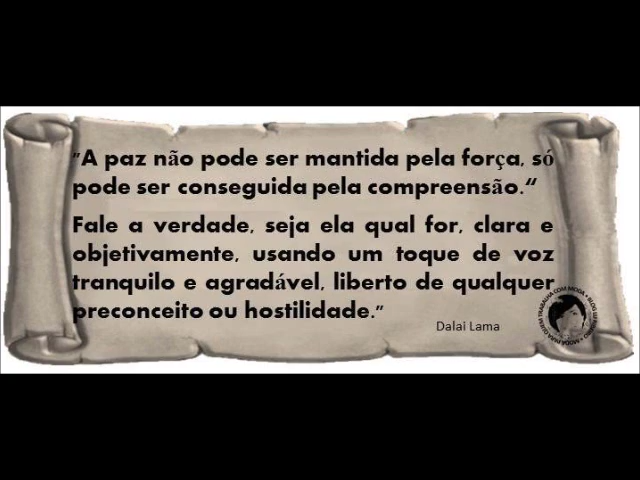 "A paz não pode ser mantida pela força, só
pode ser conseguida pela compreensão.“
Fale a verdade, seja ela qual for, clara e
objetivamente, usando um toque de voz
tranquilo e agradável, liberto de qualquer
preconceito ou hostilidade."
Dalai Lama